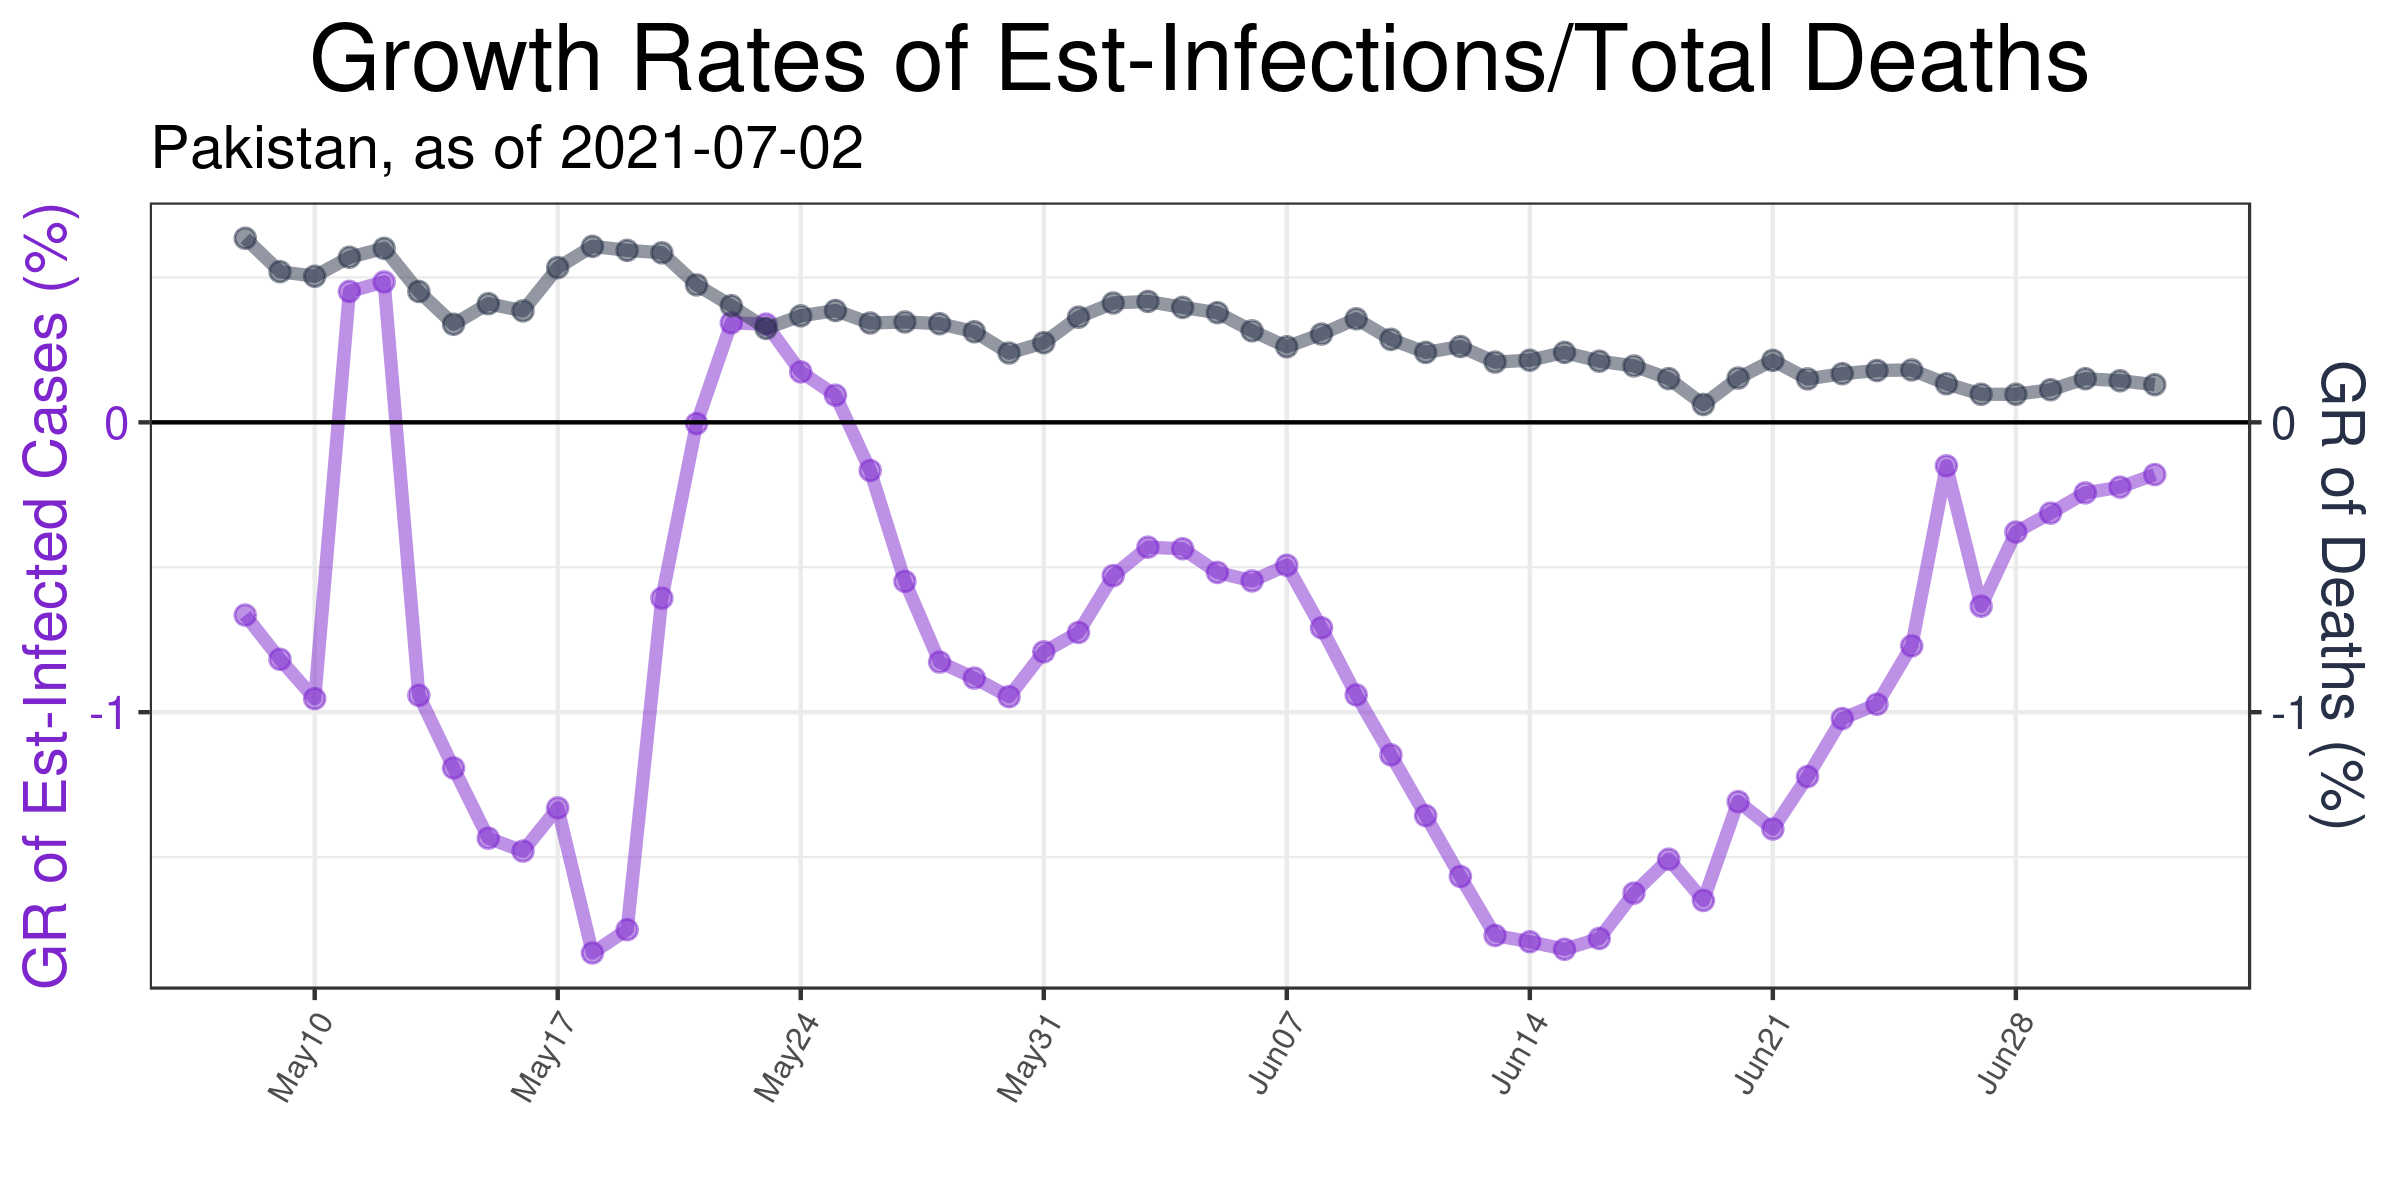 Growth Rates of Est-Infections/Total Deaths
Pakistan, as of 2021-07-02
GR of Est-Infected Cases (%)
0
-1
0
-1
GR of Deaths (%)
May10
May17
May24
May31
Jun07
Jun14
Jun21
Jun28